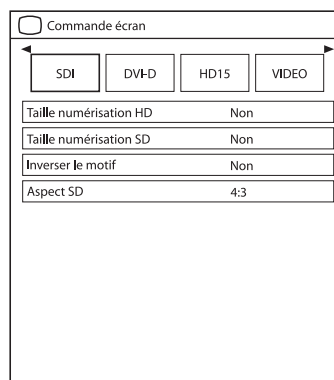 Commande écran
SDI DVI-D HD15 VIDEO
Taille numérisation HD Non
Taille numérisation SD Non
Inverser le motif Non
Aspect SD 4:3